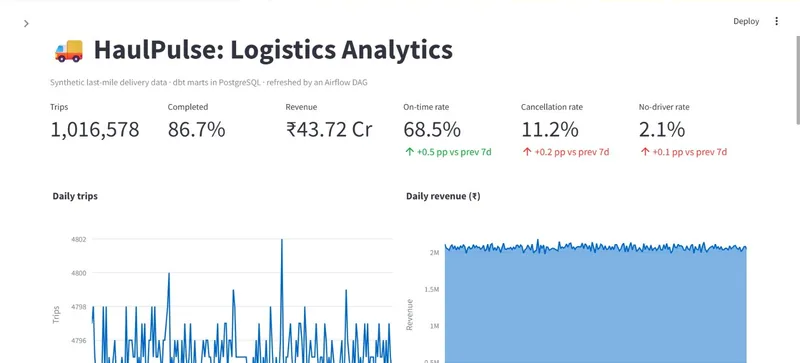 Deploy
HaulPulse: Logistics Analytics
Synthetic last-mile delivery data · dbt marts in PostgreSQL · refreshed by an Airflow DAG
Trips
1,016,578
Completed
86.7%
Revenue
₹43.72 Cr
On-time rate
68.5%
↑ +0.5 pp vs prev 7d
Cancellation rate
11.2%
↑ +0.2 pp vs prev 7d
No-driver rate
2.1%
↑ +0.1 pp vs prev 7d
Daily trips
4802
4800
4798
4796
Trips
Daily revenue (₹)
2M
1.5M
1M
0.5M
Revenue